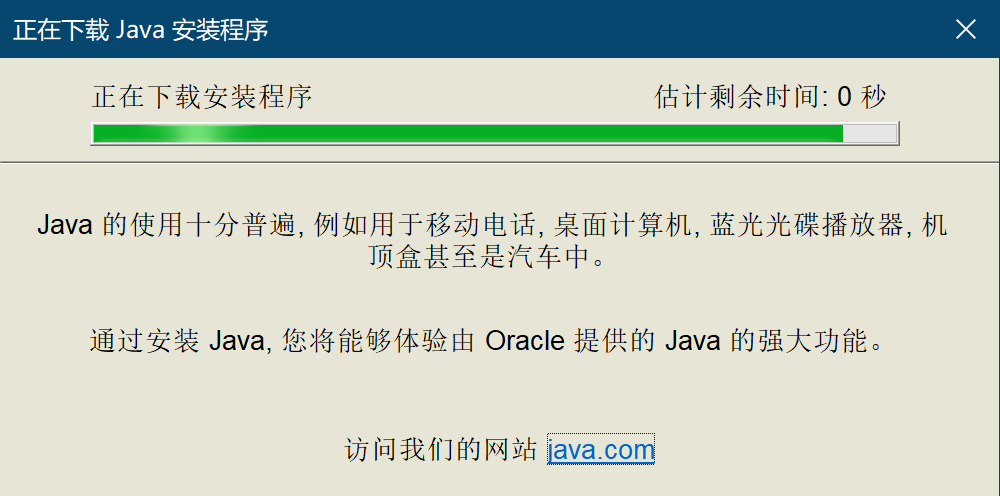 正在下载 Java 安装程序
正在下载安装程序
估计剩余时间: 0 秒
Java 的使用十分普遍, 例如用于移动电话, 桌面计算机, 蓝光光碟播放器, 机
顶盒甚至是汽车中。
通过安装 Java, 您将能够体验由 Oracle 提供的 Java 的强大功能。
访问我们的网站 java.com